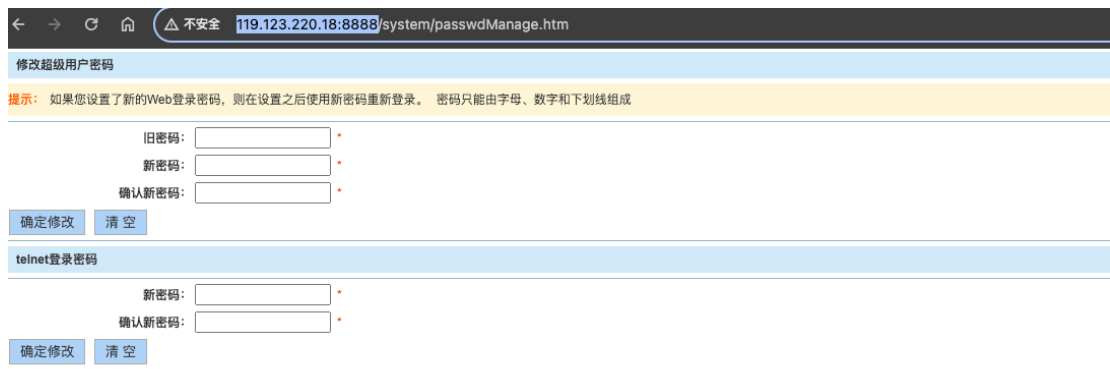 不安全 119.123.220.18:8888/system/passwdManage.htm
修改超级用户密码
提示： 如果您设置了新的Web登录密码，则在设置之后使用新密码重新登录。 密码只能由字母、数字和下划线组成
旧密码： *
新密码： *
确认新密码： *
确定修改 清 空
telnet登录密码
新密码： *
确认新密码： *
确定修改 清 空